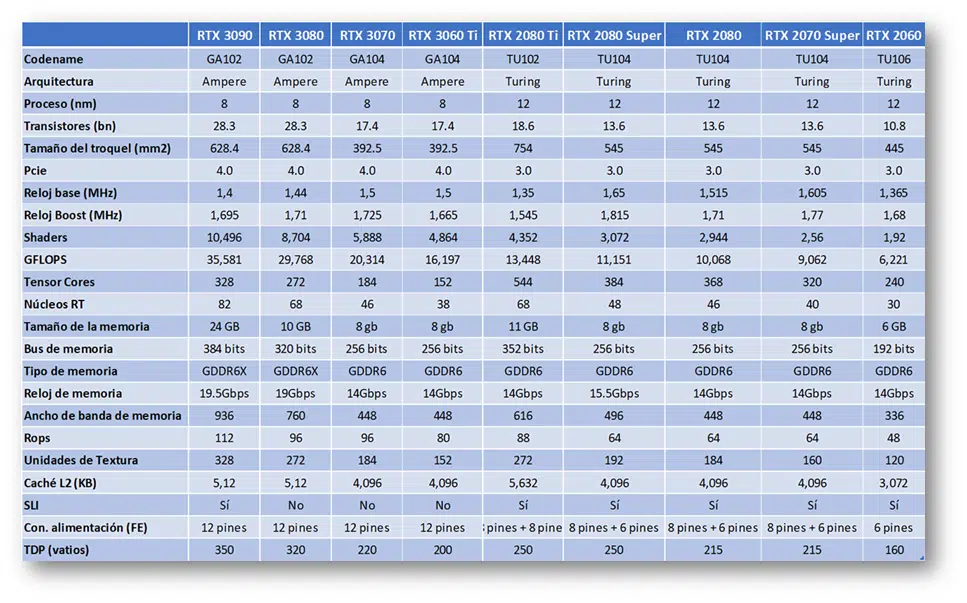 RTX 3090 RTX 3080 RTX 3070 RTX 3060 Ti RTX 2080 Ti RTX 2080 Super RTX 2080 RTX 2070 Super RTX 2060
Codename GA102 GA102 GA104 GA104 TU102 TU104 TU104 TU104 TU106
Arquitectura Ampere Ampere Ampere Ampere Turing Turing Turing Turing Turing
Proceso (nm) 8 8 8 8 12 12 12 12 12
Transistores (bn) 28.3 28.3 17.4 17.4 18.6 13.6 13.6 13.6 10.8
Tamaño del troquel (mm2) 628.4 628.4 392.5 392.5 754 545 545 545 445
Pcie 4.0 4.0 4.0 4.0 3.0 3.0 3.0 3.0 3.0
Reloj base (MHz) 1,4 1,44 1,5 1,5 1,35 1,65 1,515 1,605 1,365
Reloj Boost (MHz) 1,695 1,71 1,725 1,665 1,545 1,815 1,71 1,77 1,68
Shaders 10,496 8,704 5,888 4,864 4,352 3,072 2,944 2,56 1,92
GFLOPS 35,581 29,768 20,314 16,197 13,448 11,151 10,068 9,062 6,221
Tensor Cores 328 272 184 152 544 384 368 320 240
Núcleos RT 82 68 46 38 68 48 46 40 30
Tamaño de la memoria 24 GB 10 GB 8 gb 8 gb 11 GB 8 gb 8 gb 8 gb 6 GB
Bus de memoria 384 bits 320 bits 256 bits 256 bits 352 bits 256 bits 256 bits 256 bits 192 bits
Tipo de memoria GDDR6X GDDR6X GDDR6 GDDR6 GDDR6 GDDR6 GDDR6 GDDR6 GDDR6
Reloj de memoria 19.5Gbps 19Gbps 14Gbps 14Gbps 14Gbps 15.5Gbps 14Gbps 14Gbps 14Gbps
Ancho de banda de memoria 936 760 448 448 616 496 448 448 336
Rops 112 96 96 80 88 64 64 64 48
Unidades de Textura 328 272 184 152 272 192 184 160 120
Caché L2 (KB) 5,12 5,12 4,096 4,096 5,632 4,096 4,096 4,096 3,072
SLI Sí No No No Sí Sí Sí Sí Sí
Con. alimentación (FE) 12 pines 12 pines 12 pines 12 pines pines + 8 pine 8 pines + 6 pines 8 pines + 6 pines 8 pines + 6 pines 6 pines
TDP (vatios) 350 320 220 200 250 250 215 215 160